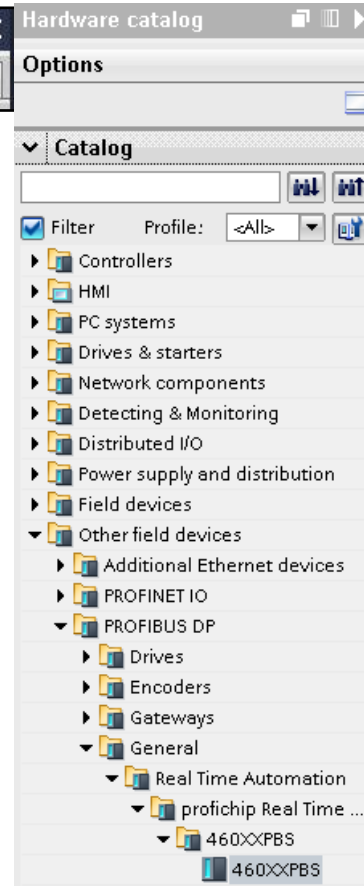 Hardware catalog
Options
Catalog
Filter Profile: <All>
Controllers
HMI
PC systems
Drives & starters
Network components
Detecting & Monitoring
Distributed I/O
Power supply and distribution
Field devices
Other field devices
Additional Ethernet devices
PROFINET IO
PROFIBUS DP
Drives
Encoders
Gateways
General
Real Time Automation
profichip Real Time ...
460XXPBS
460XXPBS